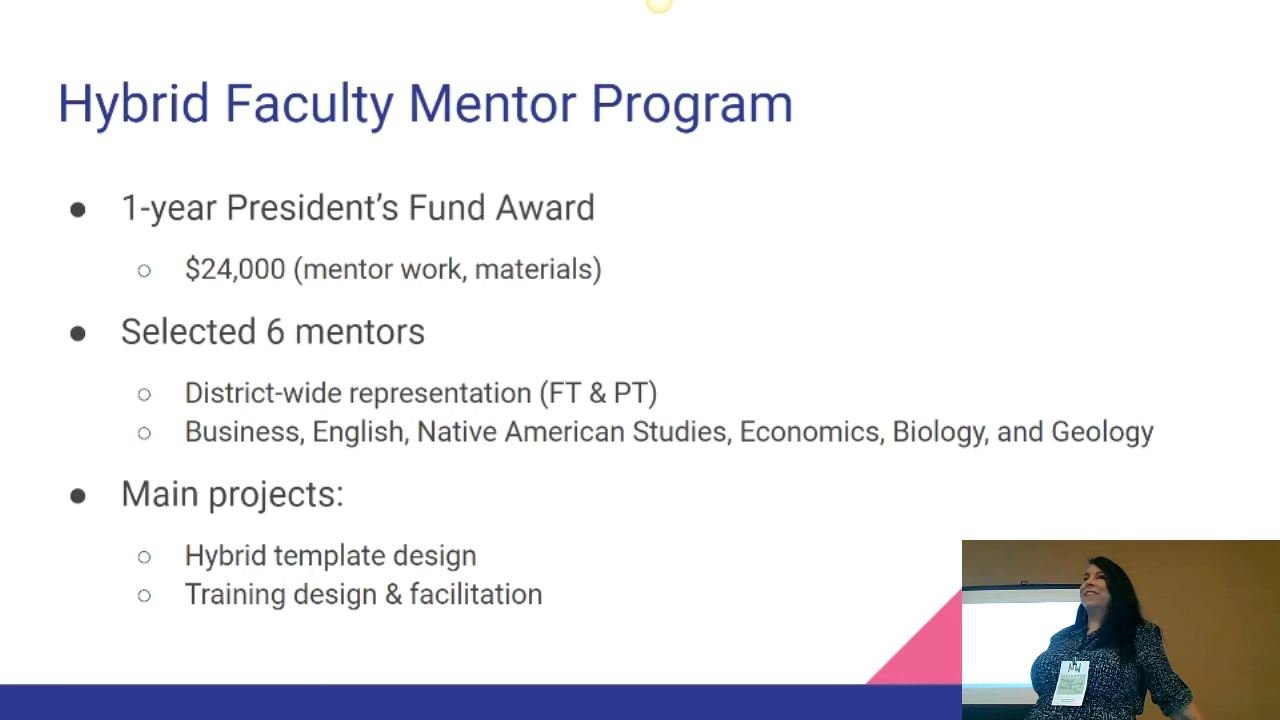 Hybrid Faculty Mentor Program
● 1-year President's Fund Award
○ $24,000 (mentor work, materials)
● Selected 6 mentors
○ District-wide representation (FT & PT)
○ Business, English, Native American Studies, Economics, Biology, and Geology
● Main projects:
○ Hybrid template design
○ Training design & facilitation